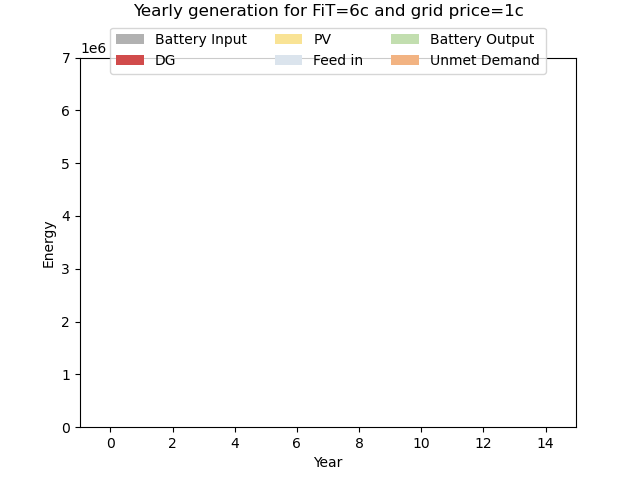 Yearly generation for FiT=6c and grid price=1c
Battery Input PV Battery Output
DG Feed in Unmet Demand
1e6
7
6
5
4
3
2
1
0
Energy
0 2 4 6 8 10 12 14
Year